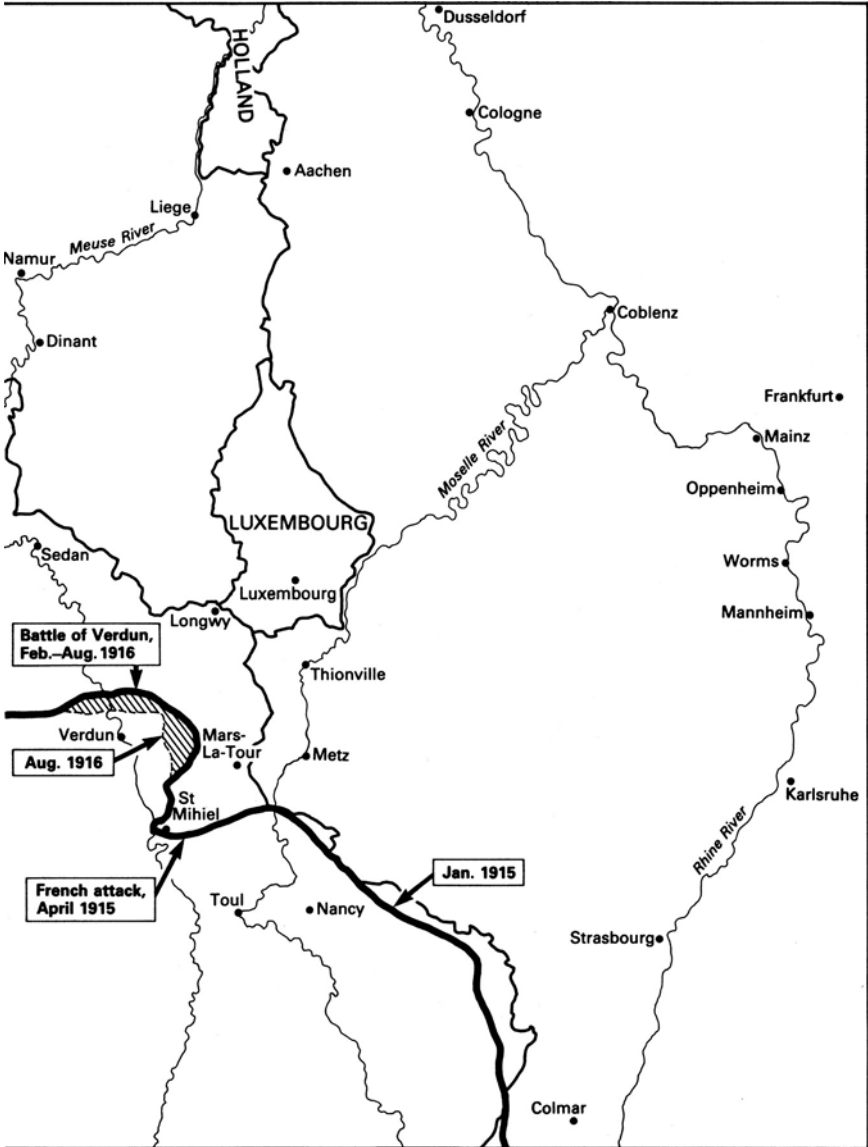 Dusseldorf
HOLLAND
Cologne
Aachen
Liege
Meuse River
Namur
Coblenz
Dinant
Frankfurt
Mainz
Moselle River
Oppenheim
LUXEMBOURG
Sedan
Worms
Luxembourg
Longwy
Mannheim
Battle of Verdun,
Feb.–Aug. 1916
Thionville
Verdun
Mars-
La-Tour
Metz
Aug. 1916
Karlsruhe
St
Mihiel
Rhine River
Jan. 1915
French attack,
April 1915
Toul
Nancy
Strasbourg
Colmar